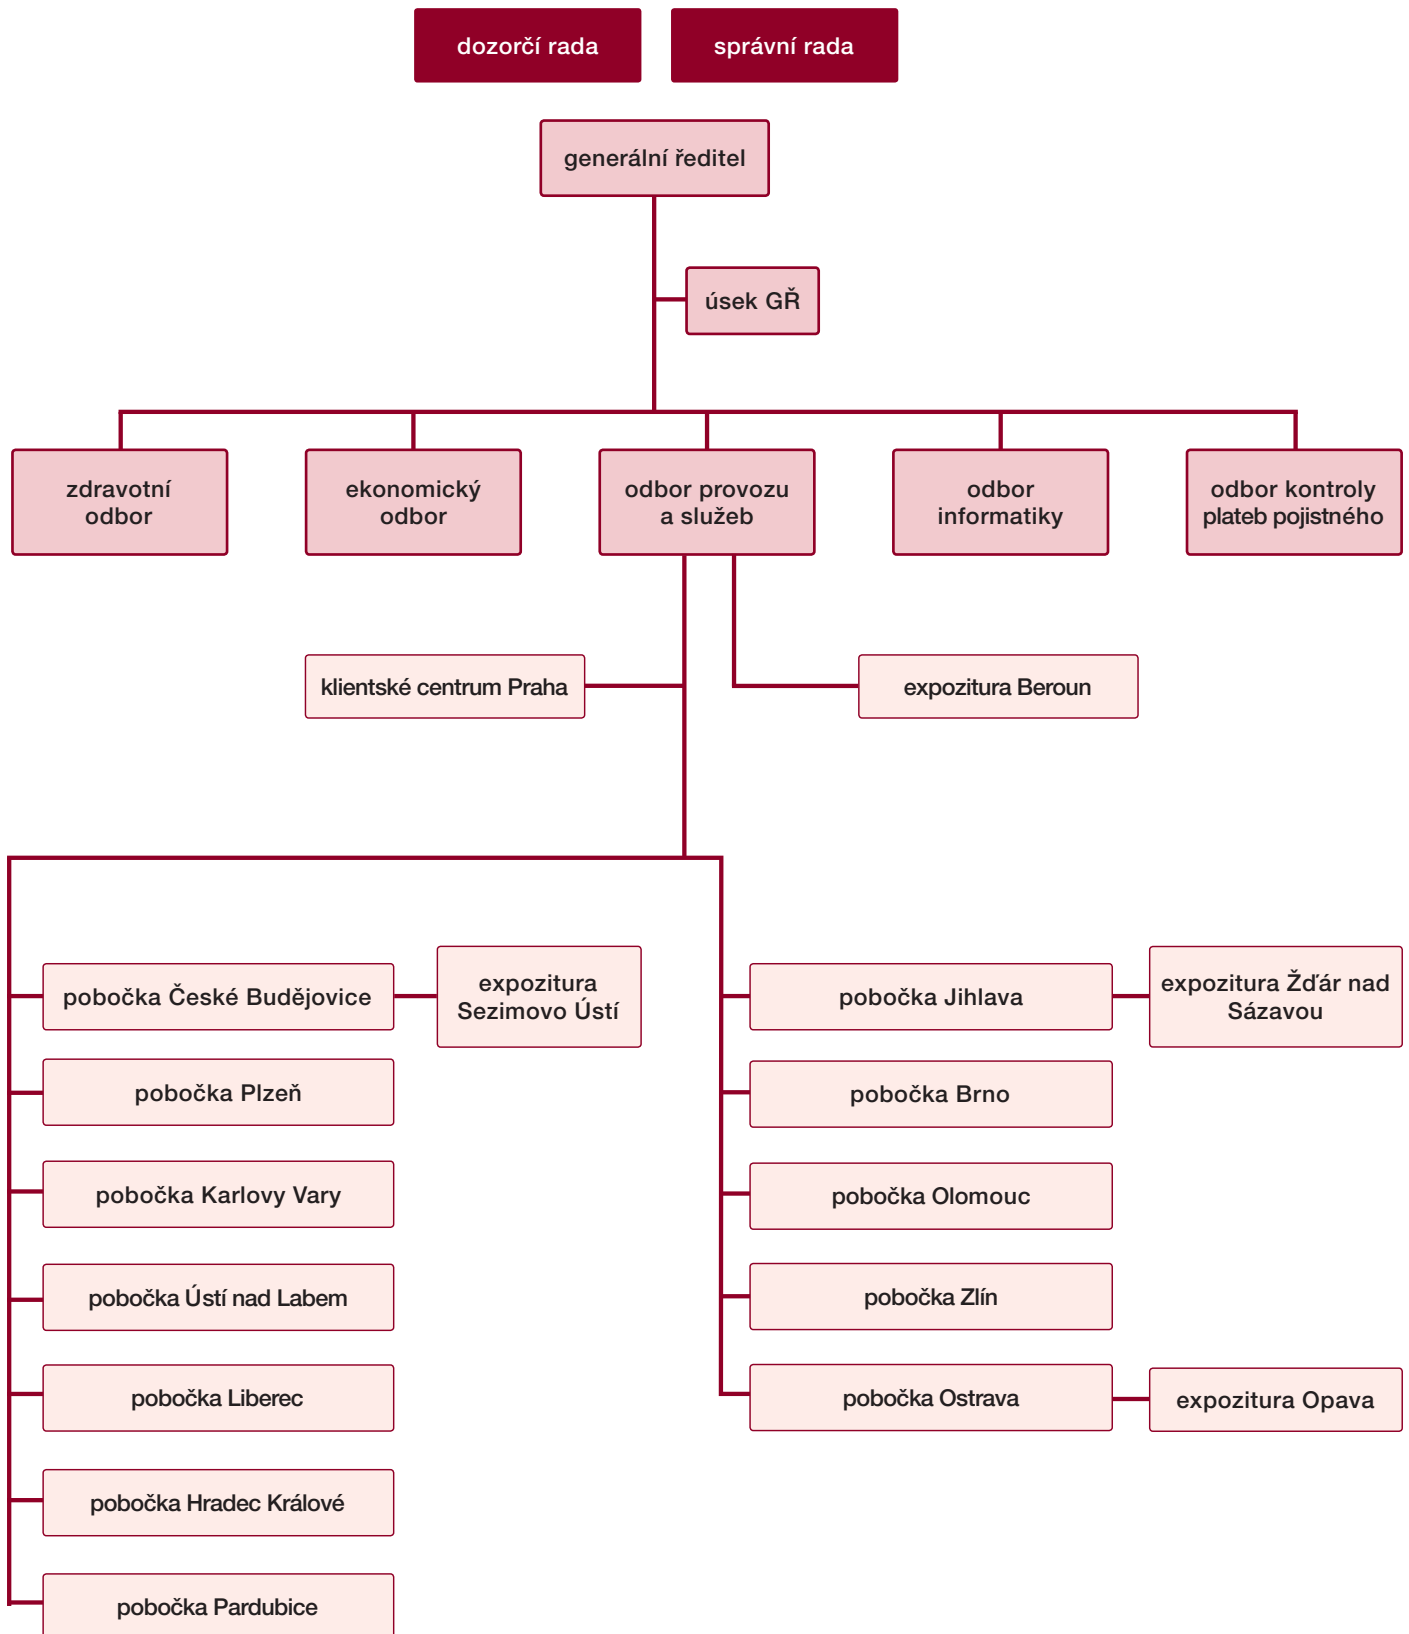 dozorčí rada
správní rada
generální ředitel
úsek GŘ
zdravotní
odbor
ekonomický
odbor
odbor provozu
a služeb
odbor
informatiky
odbor kontroly
plateb pojistného
klientské centrum Praha
expozitura Beroun
pobočka České Budějovice
expozitura
Sezimovo Ústí
pobočka Plzeň
pobočka Karlovy Vary
pobočka Ústí nad Labem
pobočka Liberec
pobočka Hradec Králové
pobočka Pardubice
pobočka Jihlava
expozitura Žďár nad
Sázavou
pobočka Brno
pobočka Olomouc
pobočka Zlín
pobočka Ostrava
expozitura Opava